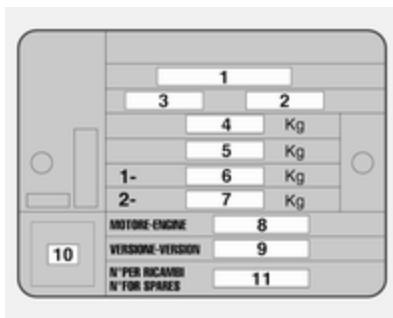 1
3 2
4 Kg
5 Kg
1- 6 Kg
2- 7 Kg
MOTORE-ENGINE 8
VERSIONE-VERSION 9
10
N° PER RICAMBI
N° FOR SPARES
11